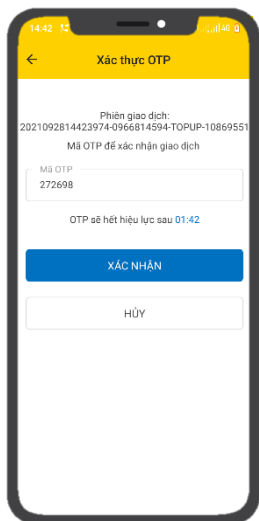 14:42
Xác thực OTP
Phiên giao dịch:
2021092814423974-0966814594-TOPUP-10869551
Mã OTP để xác nhận giao dịch
Mã OTP
272698
OTP sẽ hết hiệu lực sau 01:42
XÁC NHẬN
HỦY